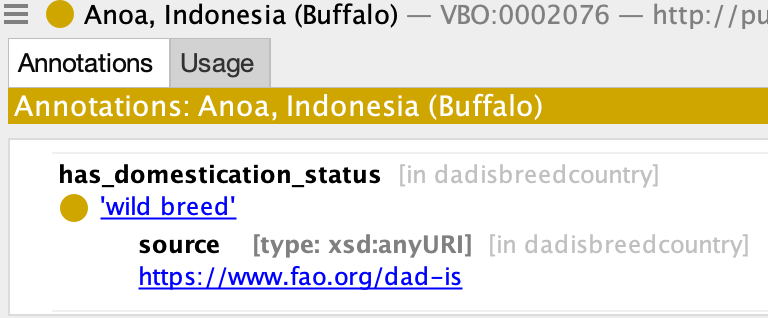 Anoa, Indonesia (Buffalo) — VBO:0002076 — http://pu
Annotations Usage
Annotations: Anoa, Indonesia (Buffalo)
has_domestication_status [in dadisbreedcountry]
'wild breed'
source [type: xsd:anyURI] [in dadisbreedcountry]
https://www.fao.org/dad-is